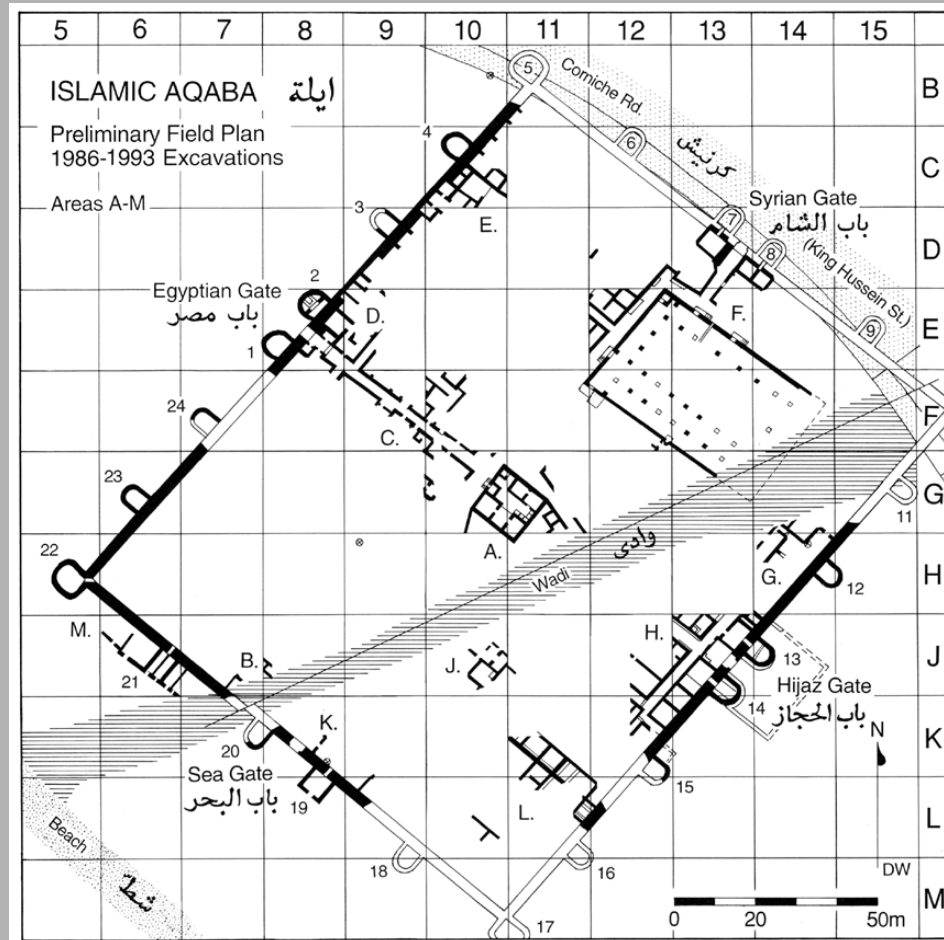 5 6 7 8 9 10 11 12 13 14 15
ISLAMIC AQABA ايلة
Preliminary Field Plan
1986-1993 Excavations
Areas A-M
B
C
D
E
F
G
H
J
K
L
M
5
Corniche Rd.
كرنيش
4
6
3
E.
7
Syrian Gate
باب الشام
8
(King Hussein St.)
Egyptian Gate
باب مصر
2
D.
F.
1
9
24
C.
23
11
22
A.
وادى
Wadi
G.
12
M.
H.
21
B.
J.
13
Hijaz Gate
باب الحجاز
14
N
20
K.
Sea Gate
باب البحر
19
15
L.
Beach
شطّ
18
16
17
DW
0 20 50m